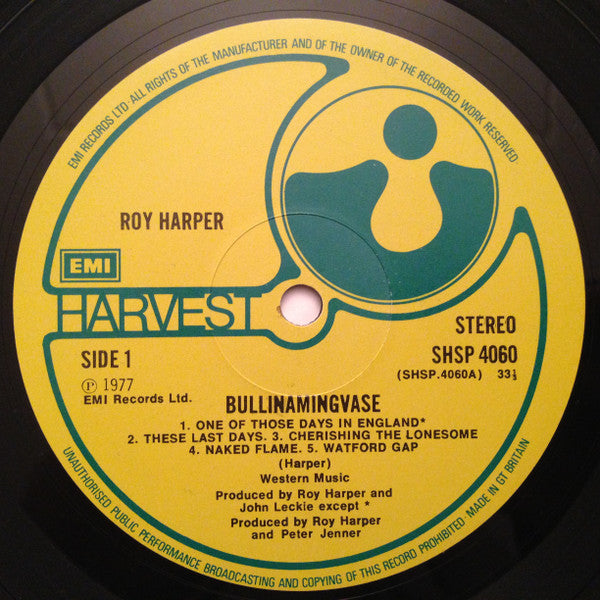 EMI RECORDS LTD· ALL RIGHTS OF THE MANUFACTURER AND OF THE OWNER OF THE RECORDED WORK RESERVED
ROY HARPER
EMI
HARVEST
STEREO
SIDE 1
SHSP 4060
(SHSP.4060A) 33⅓
Ⓟ 1977
EMI Records Ltd.
BULLINAMINGVASE
1. ONE OF THOSE DAYS IN ENGLAND*
2. THESE LAST DAYS. 3. CHERISHING THE LONESOME
4. NAKED FLAME. 5. WATFORD GAP
(Harper)
Western Music
Produced by Roy Harper and
John Leckie except *
* Produced by Roy Harper
and Peter Jenner
UNAUTHORISED PUBLIC PERFORMANCE BROADCASTING AND COPYING OF THIS RECORD PROHIBITED·MADE IN GT BRITAIN